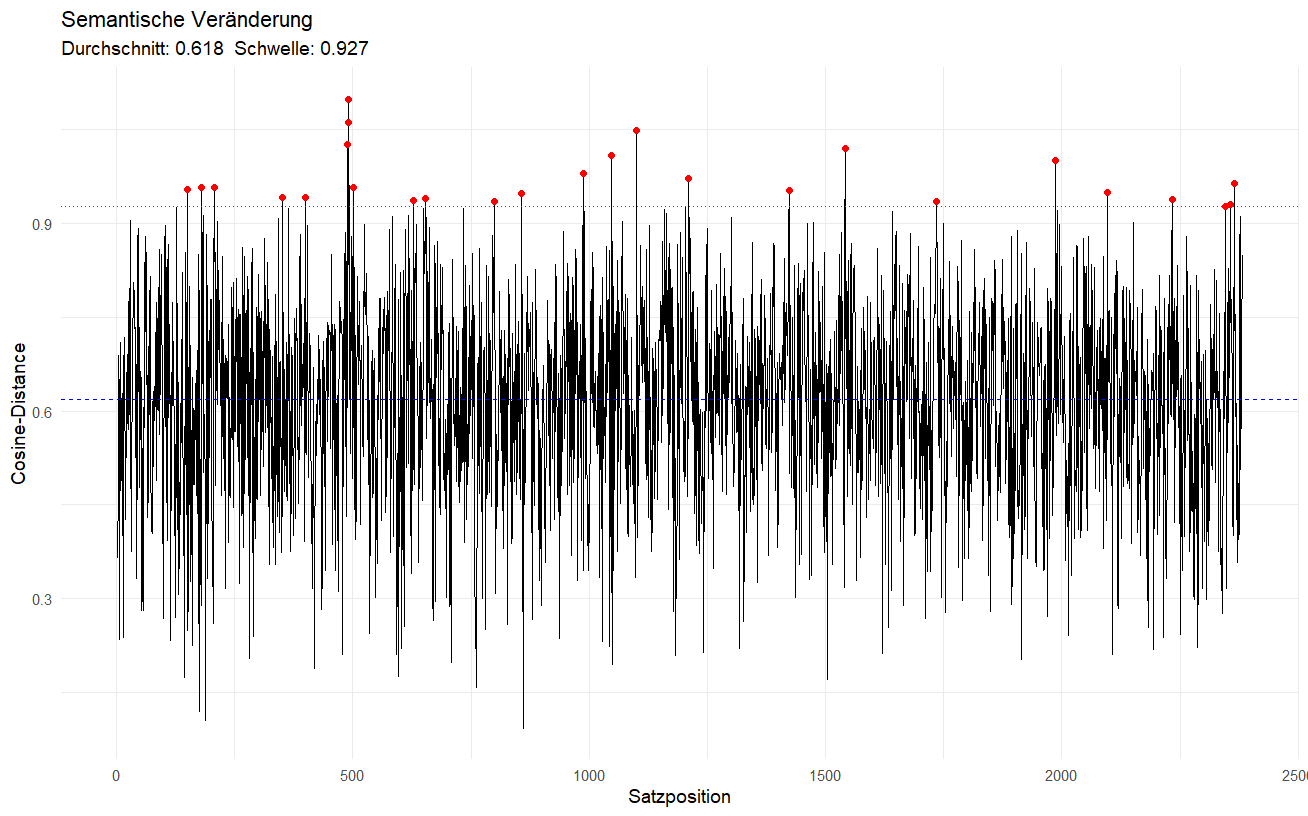 Semantische Veränderung
Durchschnitt: 0.618  Schwelle: 0.927
Cosine-Distance
0.9
0.6
0.3
0 500 1000 1500 2000 2500
Satzposition